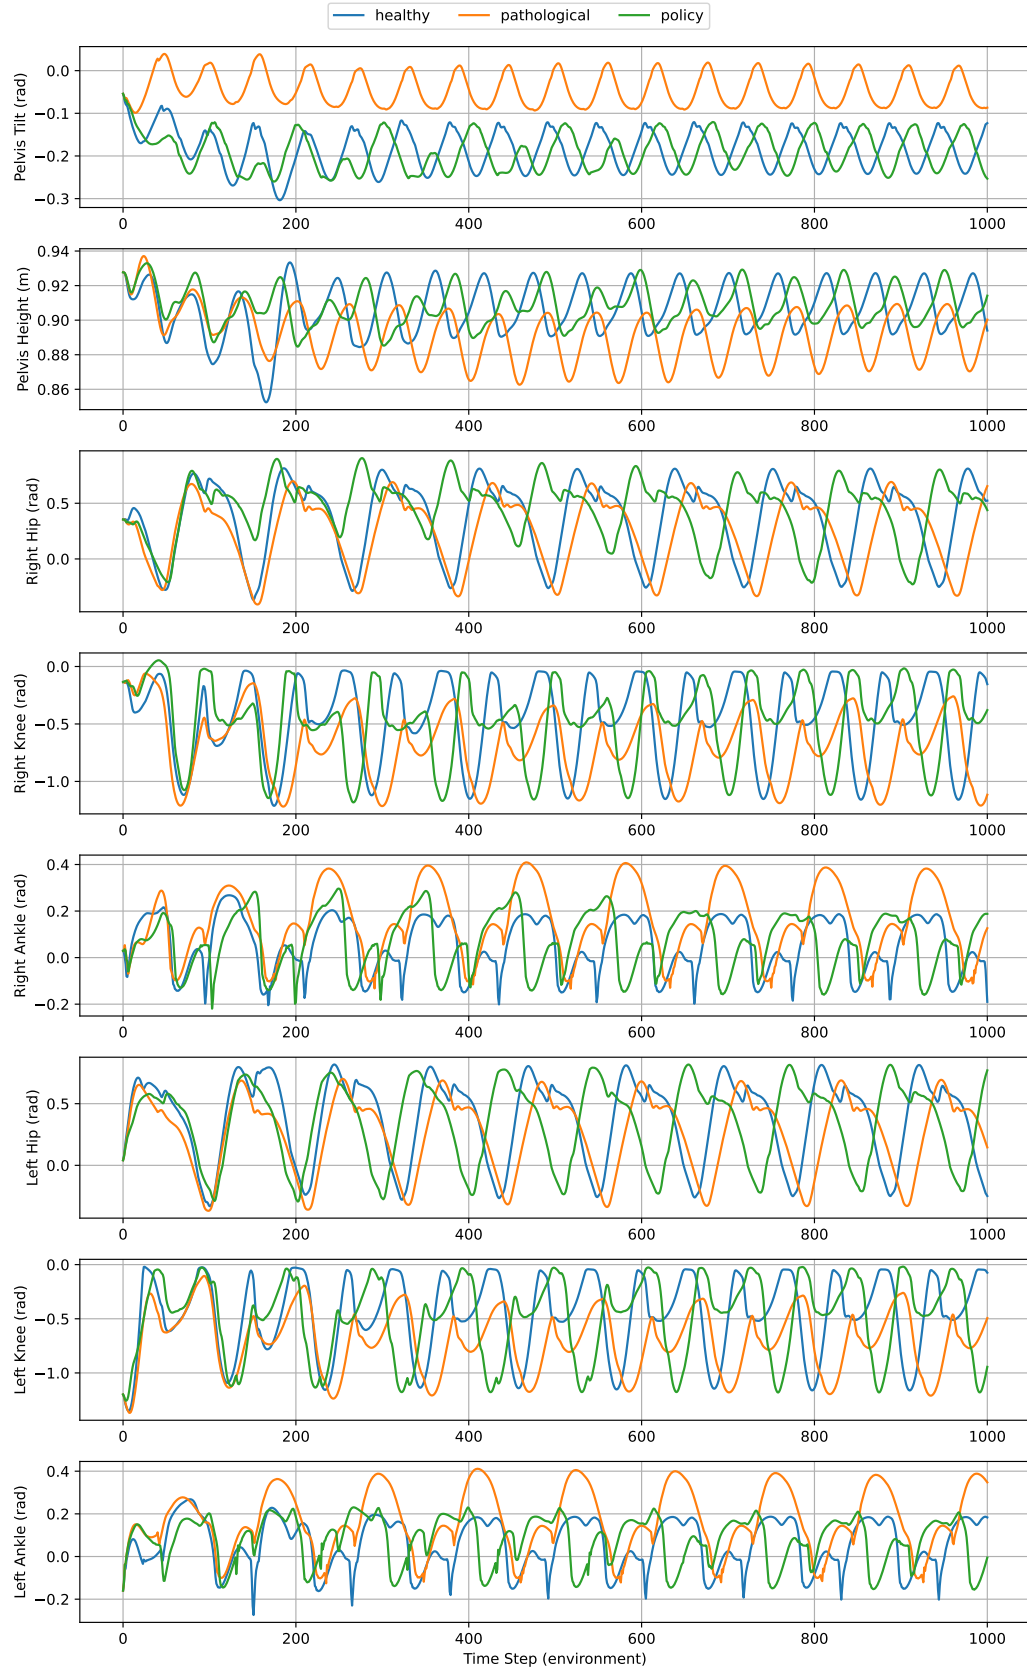 healthy pathological policy
Pelvis Tilt (rad)
0.0
−0.1
−0.2
−0.3
0 200 400 600 800 1000
Pelvis Height (m)
0.94
0.92
0.90
0.88
0.86
0 200 400 600 800 1000
Right Hip (rad)
0.5
0.0
0 200 400 600 800 1000
Right Knee (rad)
0.0
−0.5
−1.0
0 200 400 600 800 1000
Right Ankle (rad)
0.4
0.2
0.0
−0.2
0 200 400 600 800 1000
Left Hip (rad)
0.5
0.0
0 200 400 600 800 1000
Left Knee (rad)
0.0
−0.5
−1.0
0 200 400 600 800 1000
Left Ankle (rad)
0.4
0.2
0.0
−0.2
0 200 400 600 800 1000
Time Step (environment)